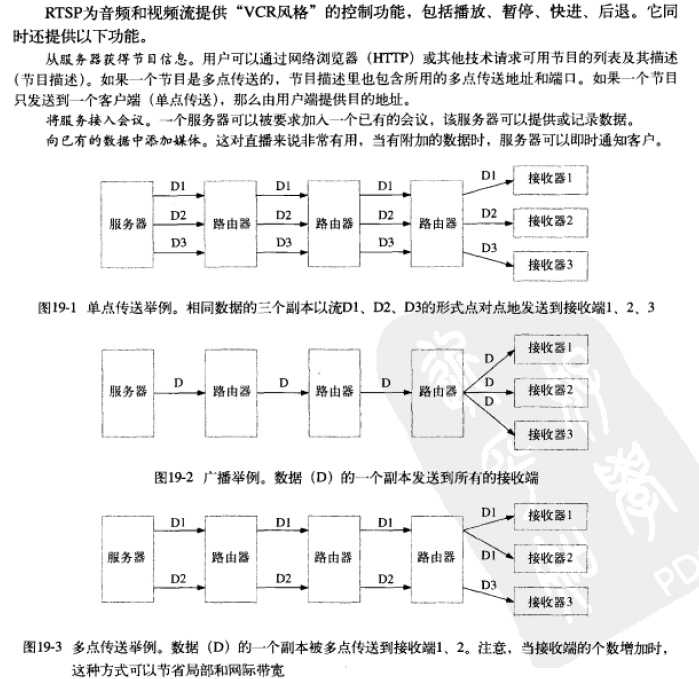 RTSP为音频和视频流提供“VCR风格”的控制功能，包括播放、暂停、快进、后退。它同
时还提供以下功能。
从服务器获得节目信息。用户可以通过网络浏览器（HTTP）或其他技术请求可用节目的列表及其描述
（节目描述）。如果一个节目是多点传送的，节目描述里也包含所用的多点传送地址和端口。如果一个节目
只发送到一个客户端（单点传送），那么由用户端提供目的地址。
将服务接入会议。一个服务器可以被要求加入一个已有的会议，该服务器可以提供或记录数据。
向已有的数据中添加媒体。这对直播来说非常有用，当有附加的数据时，服务器可以即时通知客户。
D1 D1 D1 D1 接收器1
服务器 D2 路由器 D2 路由器 D2 路由器 D2 接收器2
D3 D3 D3 D3 接收器3
图19-1 单点传送举例。相同数据的三个副本以流D1、D2、D3的形式点对点地发送到接收端1、2、3
D 接收器1
服务器 D 路由器 D 路由器 D 路由器 D 接收器2
D 接收器3
图19-2 广播举例。数据（D）的一个副本发送到所有的接收端
D1 D1 D1 D1 接收器1
服务器 路由器 路由器 路由器 D1 接收器2
D2 D2 D2 D3 接收器3
图19-3 多点传送举例。数据（D）的一个副本被多点传送到接收端1、2。注意，当接收端的个数增加时，
这种方式可以节省局部和网际带宽
PD